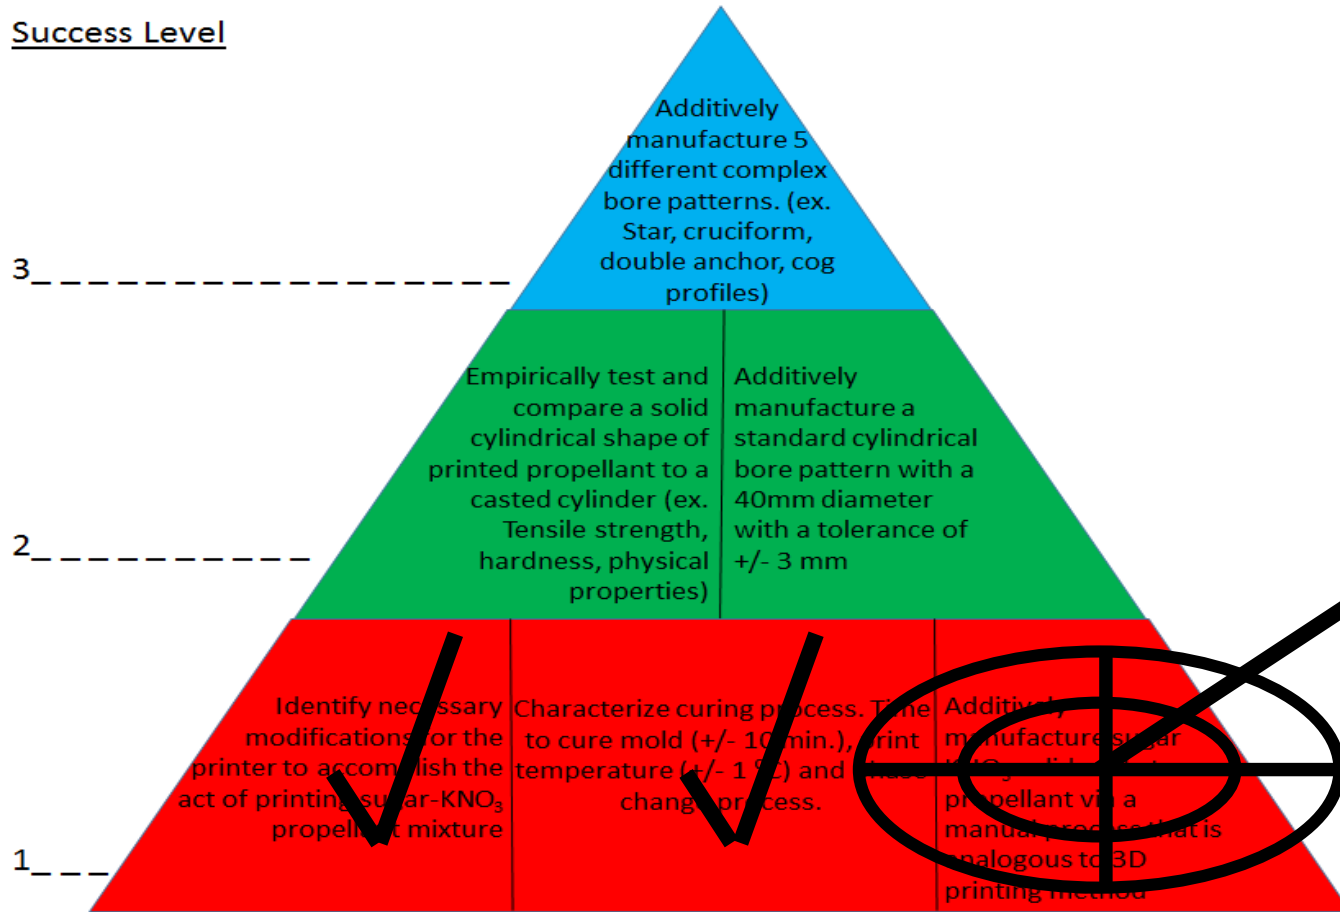 Success Level
Additively
manufacture 5
different complex
bore patterns. (ex.
Star, cruciform,
double anchor, cog
profiles)
3_ _ _ _ _ _ _ _ _ _ _ _ _ _ _ _ _
Empirically test and
compare a solid
cylindrical shape of
printed propellant to a
casted cylinder (ex.
Tensile strength,
hardness, physical
properties)
Additively
manufacture a
standard cylindrical
bore pattern with a
40mm diameter
with a tolerance of
+/- 3 mm
2_ _ _ _ _ _ _ _ _ _
Identify necessary
modifications for the
printer to accomplish the
act of printing sugar-KNO₃
propellent mixture
Characterize curing process. Time
to cure mold (+/- 10 min.), print
temperature (+/- 1 °C) and phase
change process.
Additively
manufacture sugar
propellant via a
manual process that is
analogous to 3D
printing method
1_ _ _